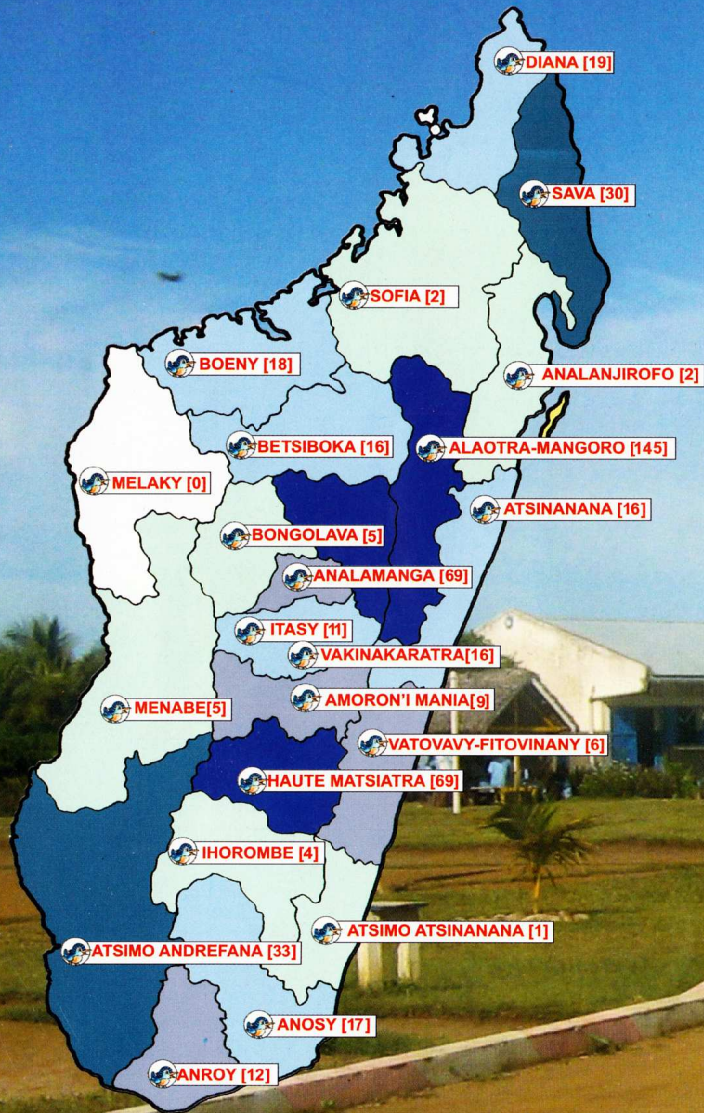 DIANA [19]
SAVA [30]
SOFIA [2]
BOENY [18]
ANALANJIROFO [2]
BETSIBOKA [16]
ALAOTRA-MANGORO [145]
MELAKY [0]
ATSINANANA [16]
BONGOLAVA [5]
ANALAMANGA [69]
ITASY [11]
VAKINAKARATRA[16]
AMORON'I MANIA[9]
MENABE[5]
VATOVAVY-FITOVINANY [6]
HAUTE MATSIATRA [69]
IHOROMBE [4]
ATSIMO ATSINANANA [1]
ATSIMO ANDREFANA [33]
ANOSY [17]
ANROY [12]